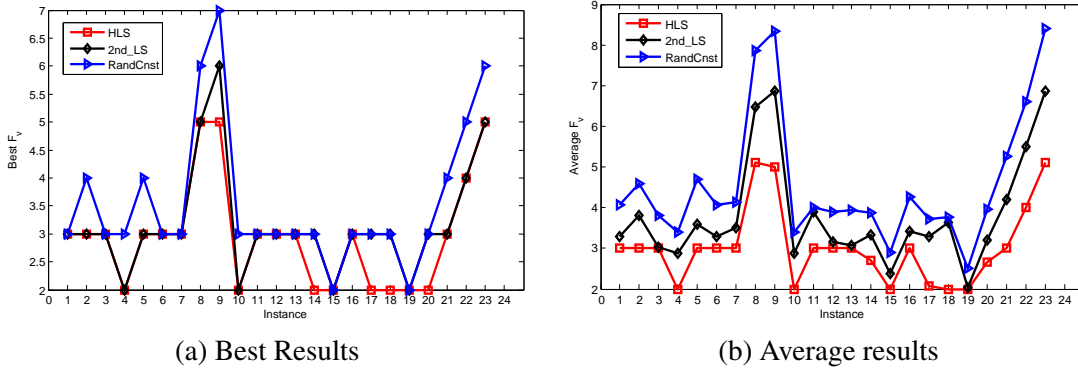 7
6.5
6
5.5
5
4.5
4
3.5
3
2.5
2
Best F_v
HLS
2nd_LS
RandCnst
0 1 2 3 4 5 6 7 8 9 10 11 12 13 14 15 16 17 18 19 20 21 22 23 24
Instance
(a) Best Results
9
8
7
6
5
4
3
2
Average F_v
HLS
2nd_LS
RandCnst
0 1 2 3 4 5 6 7 8 9 10 11 12 13 14 15 16 17 18 19 20 21 22 23 24
Instance
(b) Average results